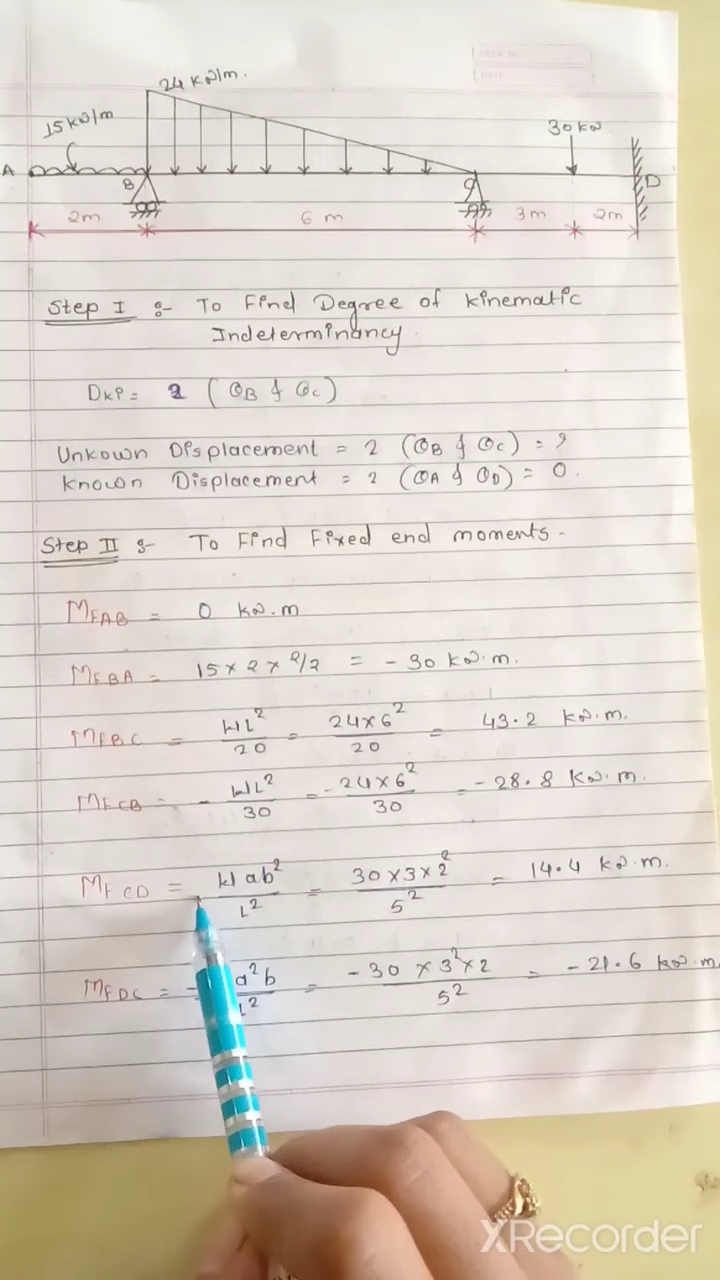 24 kN/m.
15 kN/m
30 kN
A B C D
2m 6 m 3m 2m
Step I :- To Find Degree of kinematic
Indeterminancy.
Dki = 2 ( θB & θc )
Unkown Displacement = 2 (θB & θc) = ?
known Displacement = 2 (θA & θD) = 0.
Step II :- To Find Fixed end moments -
MFAB = 0 kN.m
MFBA = 15 × 2 × 2/2 = - 30 kN.m.
MFBC = WL²/20 = 24×6²/20 = 43.2 kN.m.
MFCB = - WL²/30 = -24×6²/30 = -28.8 kN.m.
MFCD = Wab²/L² = 30×3×2²/5² = 14.4 kN.m.
MFDC = - a²b/L² = -30 × 3² × 2/5² = -21.6 kN.m
XRecorder